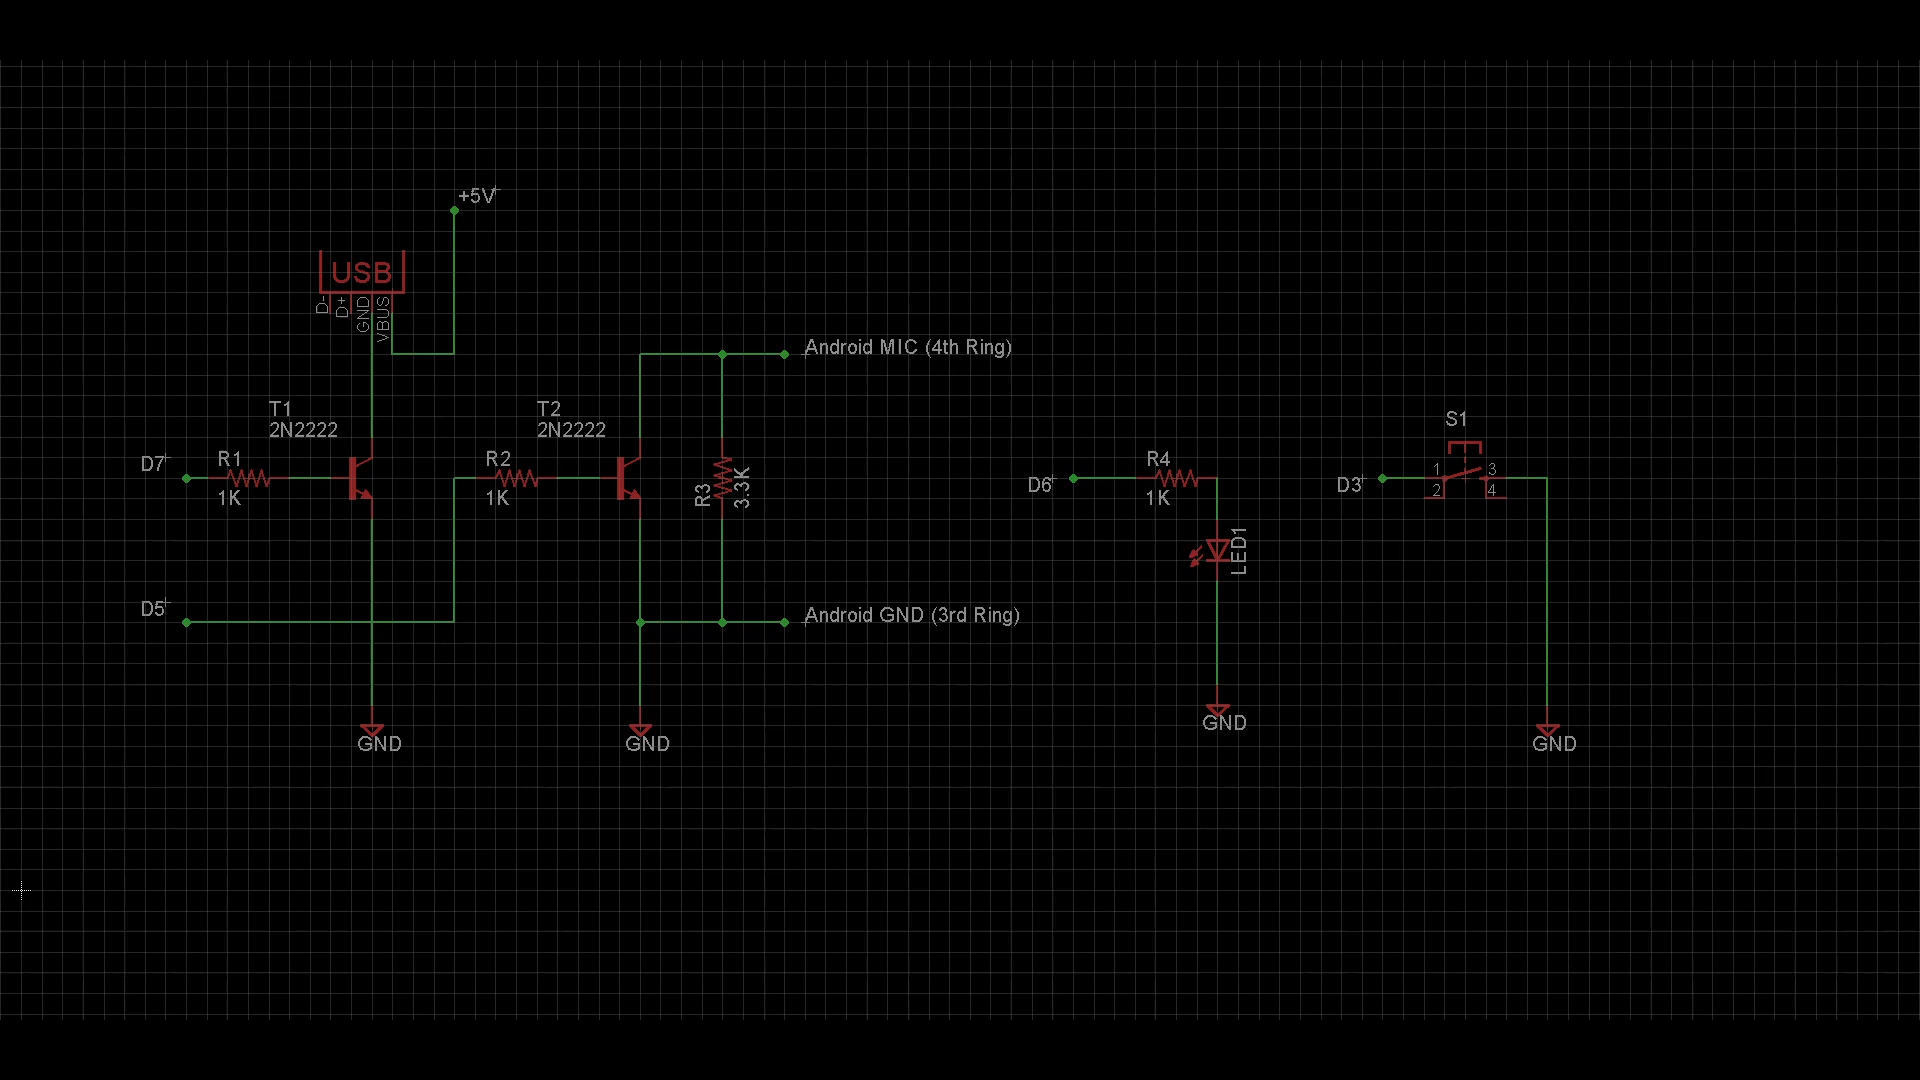 +5V
USB
D-
D+
GND
VBUS
Android MIC (4th Ring)
T1
2N2222
T2
2N2222
S1
D7
R1
1K
R2
1K
R3
3.3K
D6
R4
1K
D3
1
2
3
4
LED1
D5
Android GND (3rd Ring)
GND
GND
GND
GND